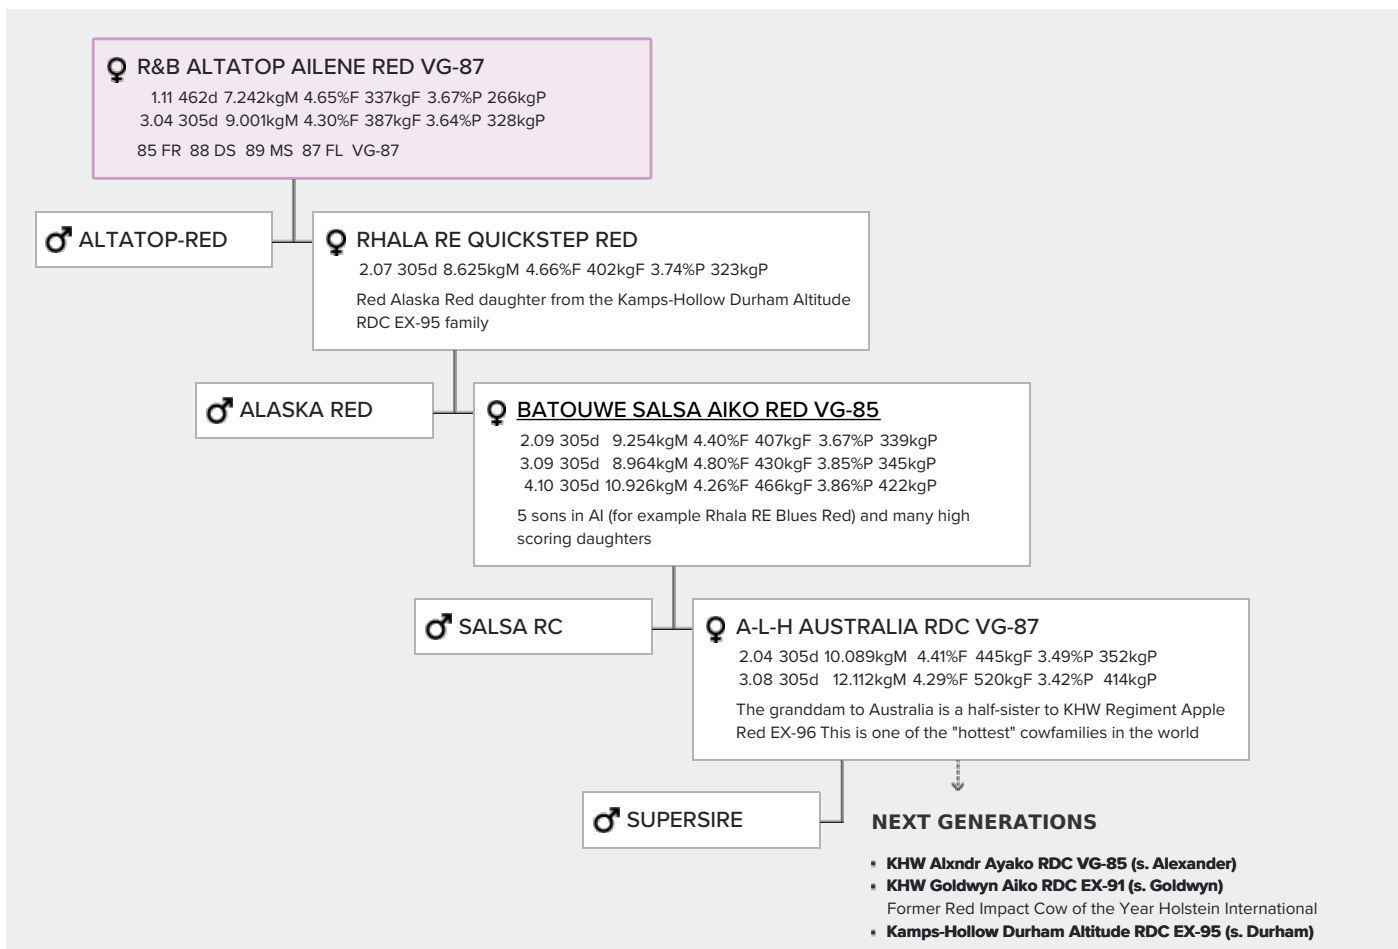 R&B ALTATOP AILENE RED VG-87
1.11 462d 7.242kgM 4.65%F 337kgF 3.67%P 266kgP
3.04 305d 9.001kgM 4.30%F 387kgF 3.64%P 328kgP
85 FR 88 DS 89 MS 87 FL VG-87
ALTATOP-RED
RHALA RE QUICKSTEP RED
2.07 305d 8.625kgM 4.66%F 402kgF 3.74%P 323kgP
Red Alaska Red daughter from the Kamps-Hollow Durham Altitude
RDC EX-95 family
ALASKA RED
BATOUWE SALSA AIKO RED VG-85
2.09 305d 9.254kgM 4.40%F 407kgF 3.67%P 339kgP
3.09 305d 8.964kgM 4.80%F 430kgF 3.85%P 345kgP
4.10 305d 10.926kgM 4.26%F 466kgF 3.86%P 422kgP
5 sons in AI (for example Rhala RE Blues Red) and many high
scoring daughters
SALSA RC
A-L-H AUSTRALIA RDC VG-87
2.04 305d 10.089kgM 4.41%F 445kgF 3.49%P 352kgP
3.08 305d 12.112kgM 4.29%F 520kgF 3.42%P 414kgP
The granddam to Australia is a half-sister to KHW Regiment Apple
Red EX-96 This is one of the "hottest" cowfamilies in the world
SUPERSIRE
NEXT GENERATIONS
KHW Alxndr Ayako RDC VG-85 (s. Alexander)
KHW Goldwyn Aiko RDC EX-91 (s. Goldwyn)
Former Red Impact Cow of the Year Holstein International
Kamps-Hollow Durham Altitude RDC EX-95 (s. Durham)